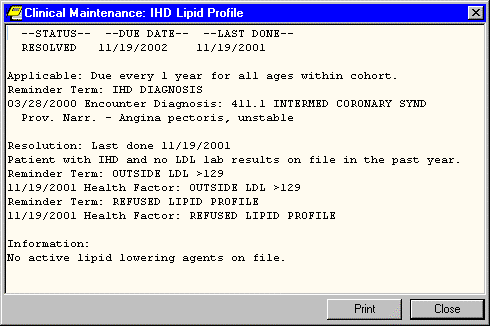 Clinical Maintenance: IHD Lipid Profile
--STATUS-- --DUE DATE-- --LAST DONE--
RESOLVED 11/19/2002 11/19/2001
Applicable: Due every 1 year for all ages within cohort.
Reminder Term: IHD DIAGNOSIS
03/28/2000 Encounter Diagnosis: 411.1 INTERMED CORONARY SYND
Prov. Narr. - Angina pectoris, unstable
Resolution: Last done 11/19/2001
Patient with IHD and no LDL lab results on file in the past year.
Reminder Term: OUTSIDE LDL >129
11/19/2001 Health Factor: OUTSIDE LDL >129
Reminder Term: REFUSED LIPID PROFILE
11/19/2001 Health Factor: REFUSED LIPID PROFILE
Information:
No active lipid lowering agents on file.
Print Close